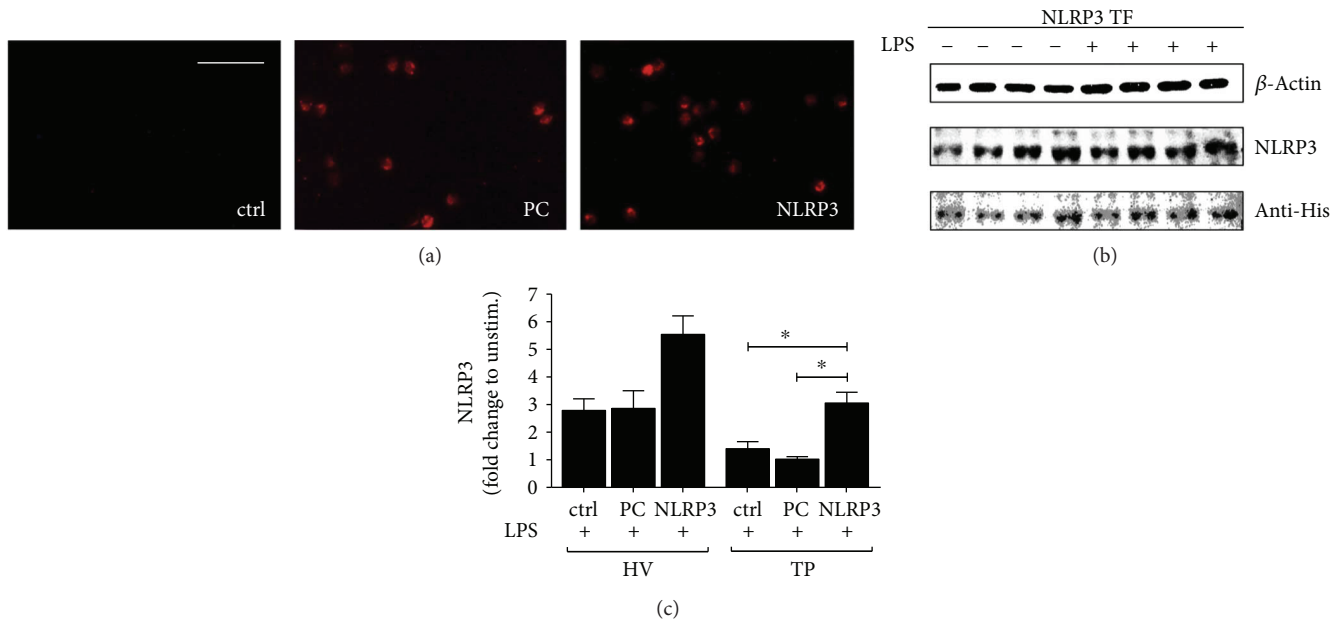 ctrl
PC
NLRP3
(a)
NLRP3 TF
LPS − − − − + + + +
β-Actin
NLRP3
Anti-His
(b)
NLRP3
(fold change to unstim.)
7
6
5
4
3
2
1
0
* 
*
ctrl PC NLRP3 ctrl PC NLRP3
LPS + + + + + +
HV TP
(c)